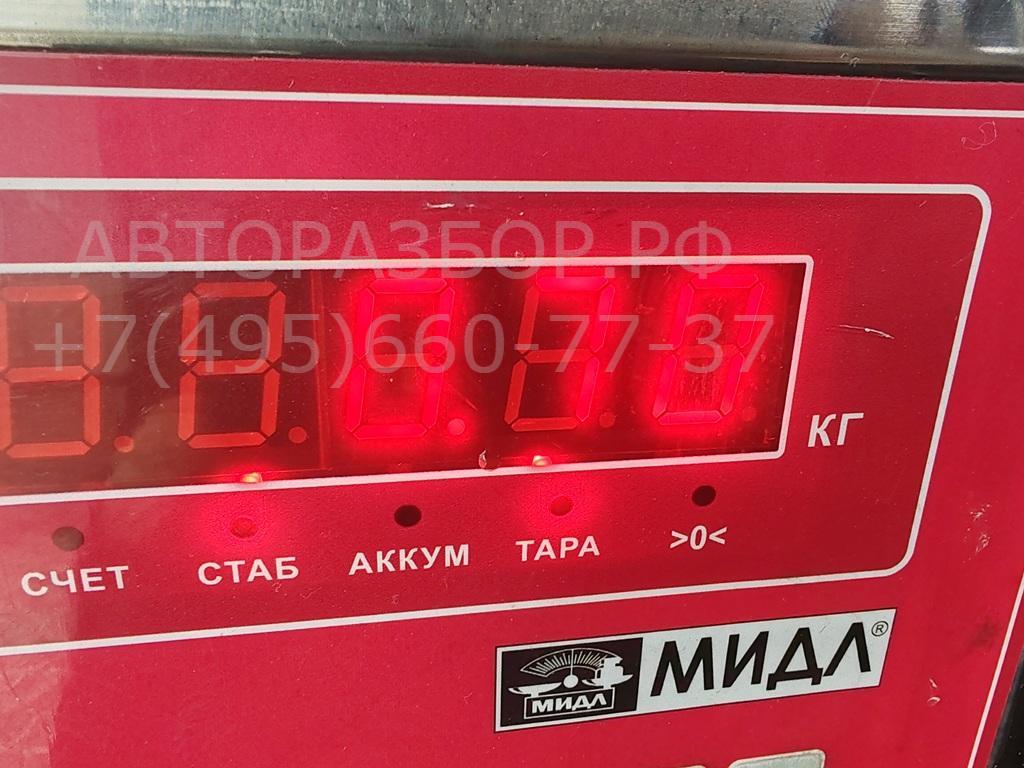 АВТОРАЗБОР.РФ
+7(495)660-77-37
КГ
СЧЕТ СТАБ АККУМ ТАРА >0<
МИДЛ МИДЛ®